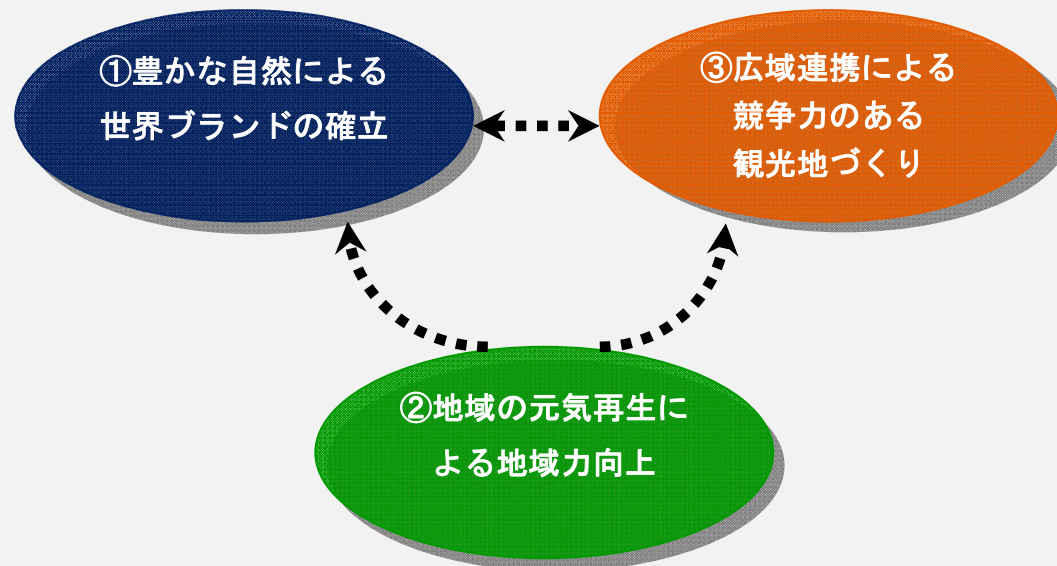 ①豊かな自然による
世界ブランドの確立
③広域連携による
競争力のある
観光地づくり
②地域の元気再生に
よる地域力向上